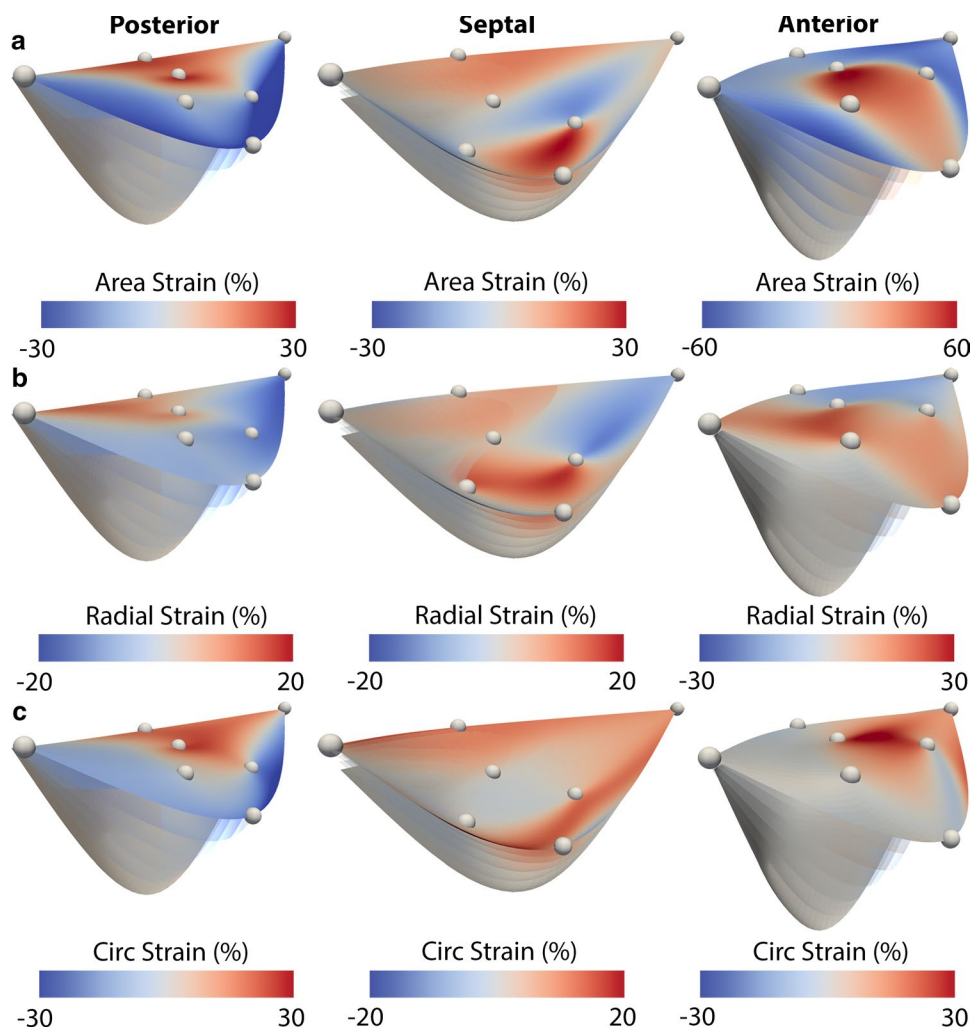 Posterior Septal Anterior
a
Area Strain (%) Area Strain (%) Area Strain (%)
-30 30 -30 30 -60 60
b
Radial Strain (%) Radial Strain (%) Radial Strain (%)
-20 20 -20 20 -30 30
c
Circ Strain (%) Circ Strain (%) Circ Strain (%)
-30 30 -20 20 -30 30